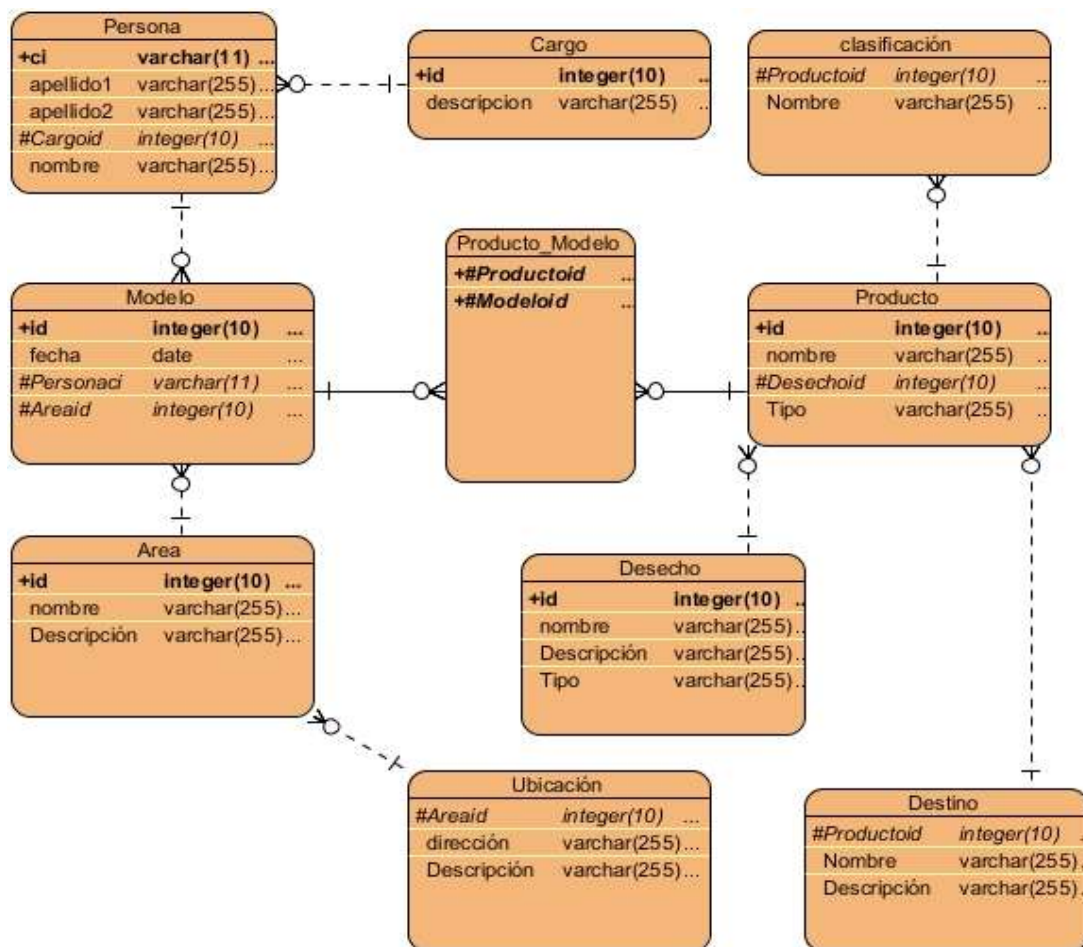 Persona
+ci varchar(11) ...
apellido1 varchar(255)...
apellido2 varchar(255)...
#Cargoid integer(10) ...
nombre varchar(255)...
Cargo
+id integer(10) ..
descripcion varchar(255) ..
clasificación
#Productoid integer(10) ...
Nombre varchar(255) ...
Producto_Modelo
+#Productoid ...
+#Modeloid ...
Modelo
+id integer(10) ...
fecha date ...
#Personaci varchar(11) ...
#Areaid integer(10) ...
Producto
+id integer(10) ..
nombre varchar(255) ..
#Desechoid integer(10) ..
Tipo varchar(255) ..
Area
+id integer(10) ...
nombre varchar(255)...
Descripción varchar(255)...
Desecho
+id integer(10) ..
nombre varchar(255)..
Descripción varchar(255)..
Tipo varchar(255)..
Ubicación
#Areaid integer(10) ...
dirección varchar(255)...
Descripción varchar(255)...
Destino
#Productoid integer(10) ..
Nombre varchar(255)..
Descripción varchar(255)..